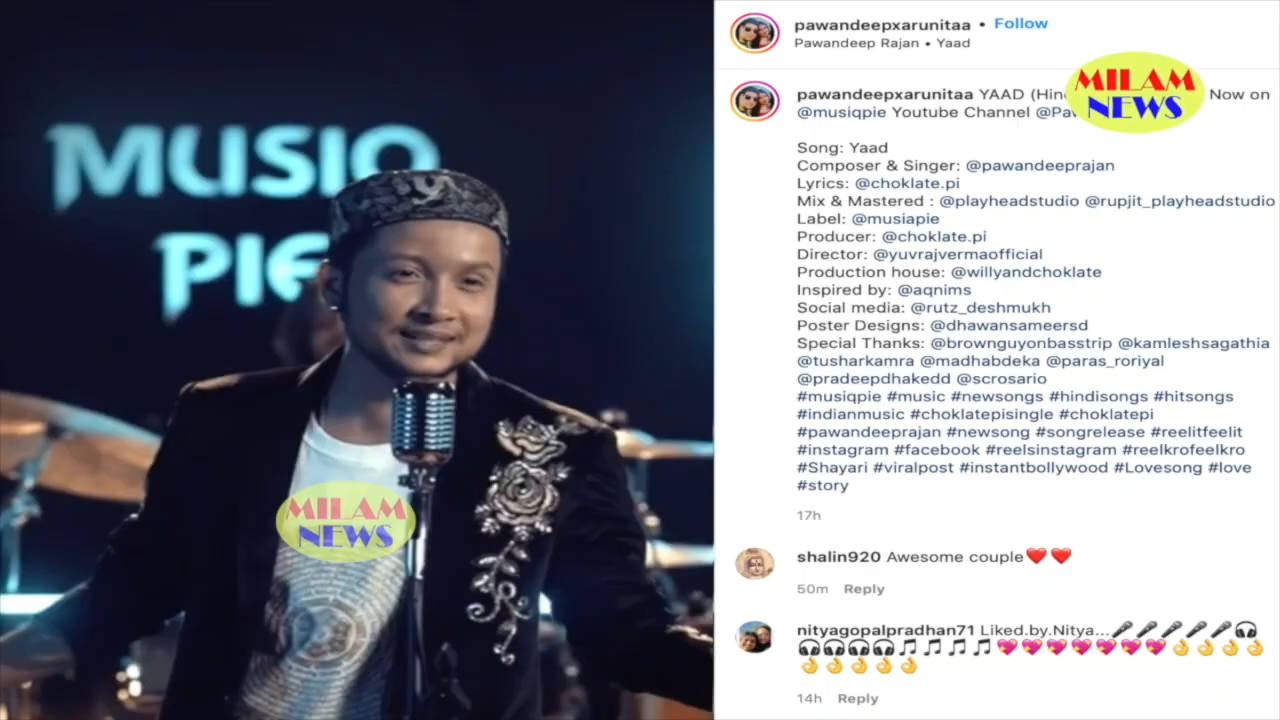 MUSIQ
PIE
MILAM
NEWS
pawandeepxarunitaa • Follow
Pawandeep Rajan • Yaad
MILAM
NEWS
pawandeepxarunitaa YAAD Now on
@musiqpie Youtube Channel
Song: Yaad
Composer & Singer: @pawandeeprajan
Lyrics: @choklate.pi
Mix & Mastered : @playheadstudio @rupjit_playheadstudio
Label: @musiapie
Producer: @choklate.pi
Director: @yuvrajvermaofficial
Production house: @willyandchoklate
Inspired by: @aqnims
Social media: @rutz_deshmukh
Poster Designs: @dhawansameersd
Special Thanks: @brownguyonbasstrip @kamleshsagathia
@tusharkamra @madhabdeka @paras_roriyal
@pradeepdhakedd @scrosario
#musiqpie #music #newsongs #hindisongs #hitsongs
#indianmusic #choklatepisingle #choklatepi
#pawandeeprajan #newsong #songrelease #reelitfeelit
#instagram #facebook #reelsinstagram #reelkrofeelkro
#Shayari #viralpost #instantbollywood #Lovesong #love
#story
17h
shalin920 Awesome couple❤️❤️
50m Reply
nityagopalpradhan71 Liked.by.Nitya...🎤🎤🎤🎤🎤🎧
🎧🎧🎧🎧🎵🎵🎵🎵💖💖💖💖💖💖💖👌👌👌👌
👌👌👌👌👌
14h Reply